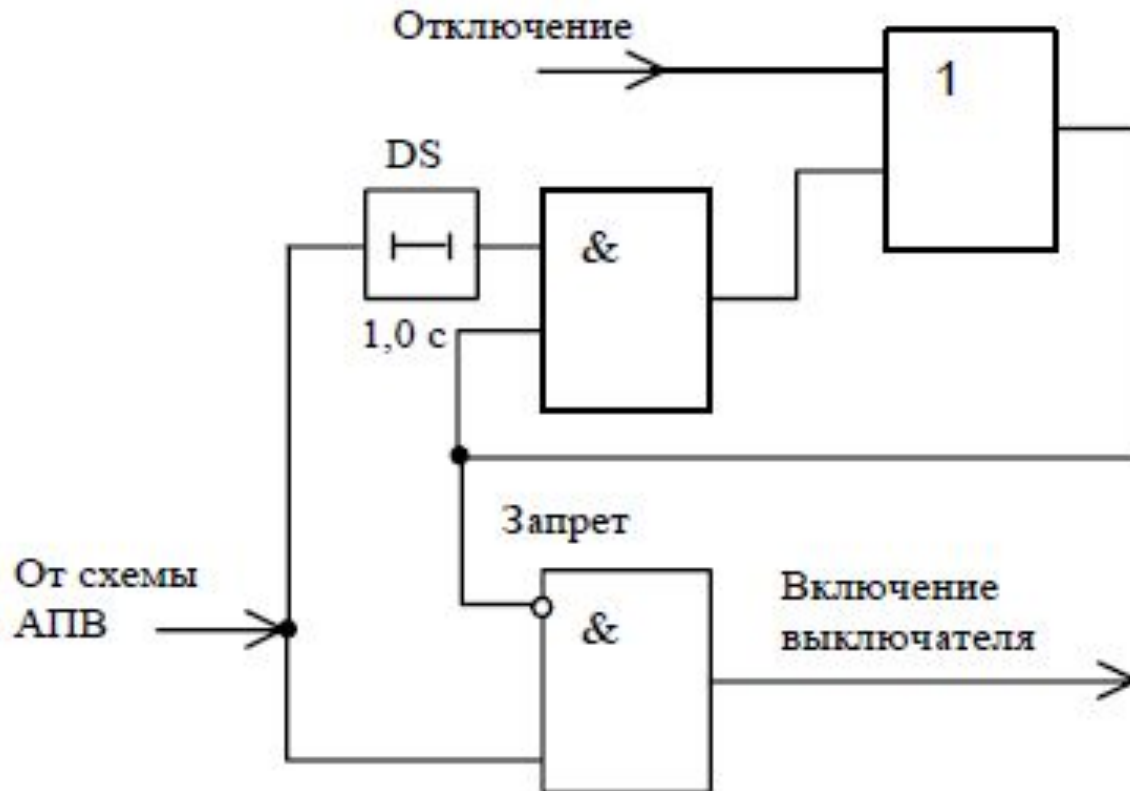 Отключение
1
DS
&
1,0 с
Запрет
От схемы
АПВ
&
Включение
выключателя